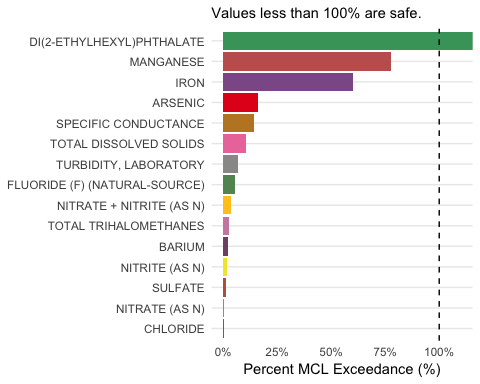 Values less than 100% are safe.
DI(2-ETHYLHEXYL)PHTHALATE
MANGANESE
IRON
ARSENIC
SPECIFIC CONDUCTANCE
TOTAL DISSOLVED SOLIDS
TURBIDITY, LABORATORY
FLUORIDE (F) (NATURAL-SOURCE)
NITRATE + NITRITE (AS N)
TOTAL TRIHALOMETHANES
BARIUM
NITRITE (AS N)
SULFATE
NITRATE (AS N)
CHLORIDE
0% 25% 50% 75% 100%
Percent MCL Exceedance (%)